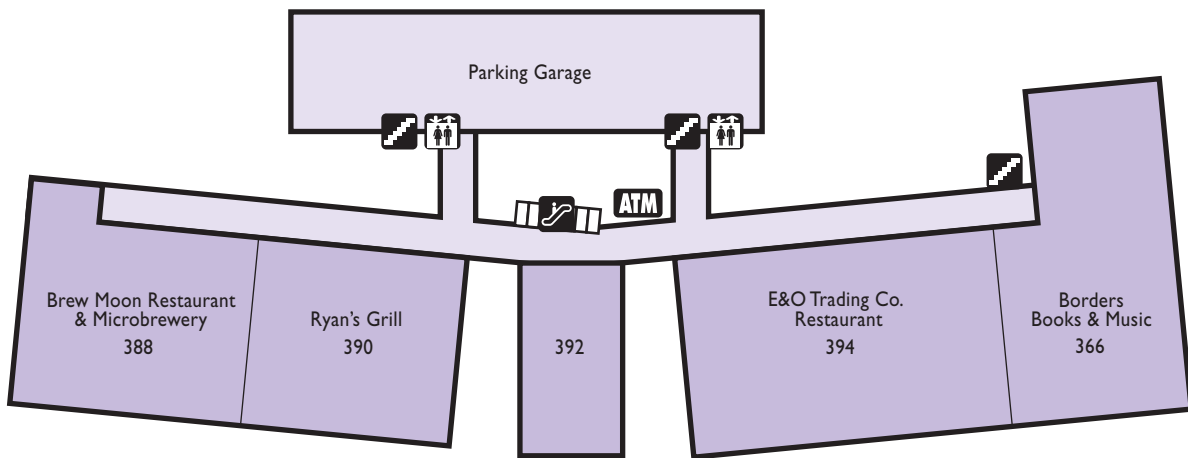 Parking Garage
ATM
Brew Moon Restaurant
& Microbrewery
388
Ryan's Grill
390
392
E&O Trading Co.
Restaurant
394
Borders
Books & Music
366